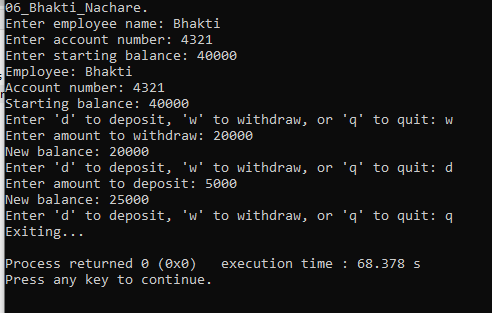 06_Bhakti_Nachare.
Enter employee name: Bhakti
Enter account number: 4321
Enter starting balance: 40000
Employee: Bhakti
Account number: 4321
Starting balance: 40000
Enter 'd' to deposit, 'w' to withdraw, or 'q' to quit: w
Enter amount to withdraw: 20000
New balance: 20000
Enter 'd' to deposit, 'w' to withdraw, or 'q' to quit: d
Enter amount to deposit: 5000
New balance: 25000
Enter 'd' to deposit, 'w' to withdraw, or 'q' to quit: q
Exiting...
Process returned 0 (0x0)   execution time : 68.378 s
Press any key to continue.